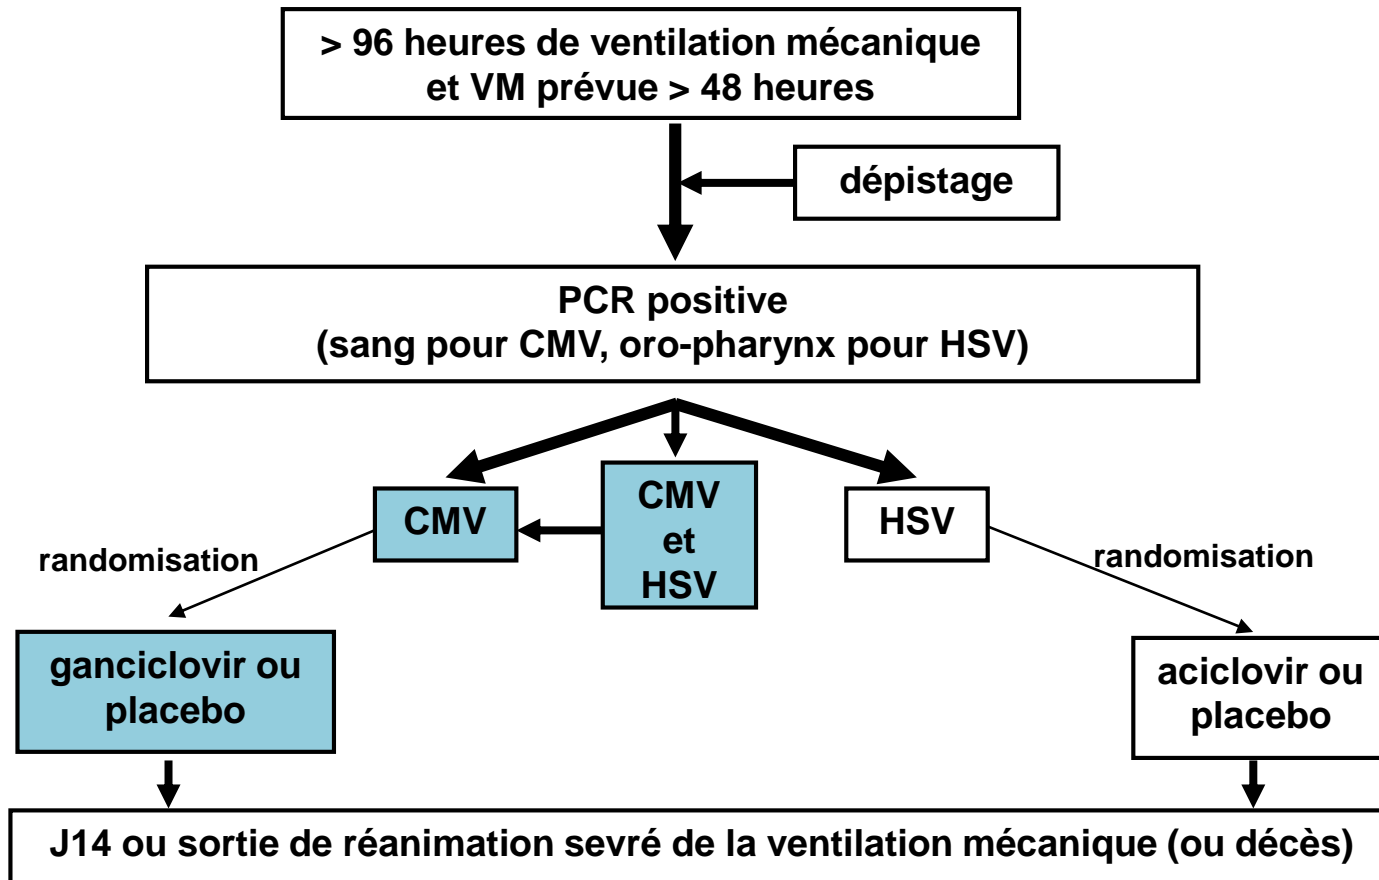 > 96 heures de ventilation mécanique
et VM prévue > 48 heures
dépistage
PCR positive
(sang pour CMV, oro-pharynx pour HSV)
CMV
CMV
et
HSV
HSV
randomisation
randomisation
ganciclovir ou
placebo
aciclovir ou
placebo
J14 ou sortie de réanimation sevré de la ventilation mécanique (ou décès)